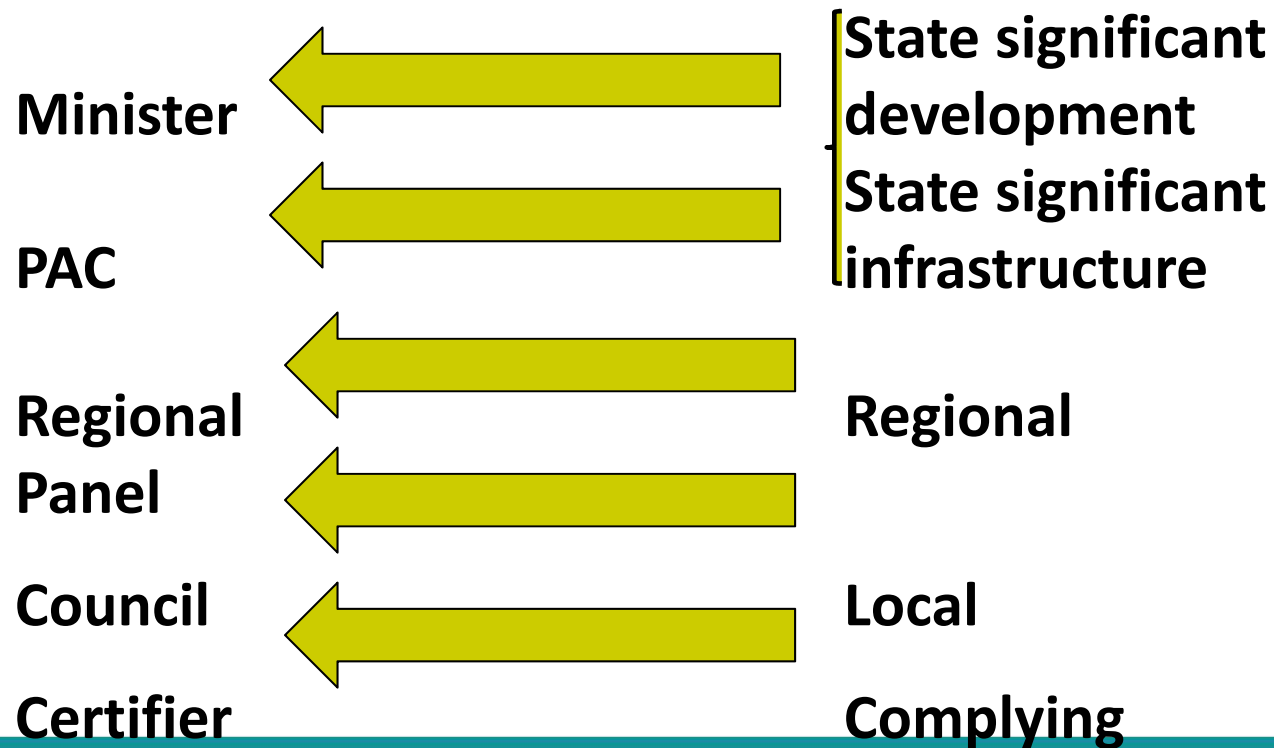 Minister
PAC
Regional
Panel
Council
Certifier
State significant
development
State significant
infrastructure
Regional
Local
Complying